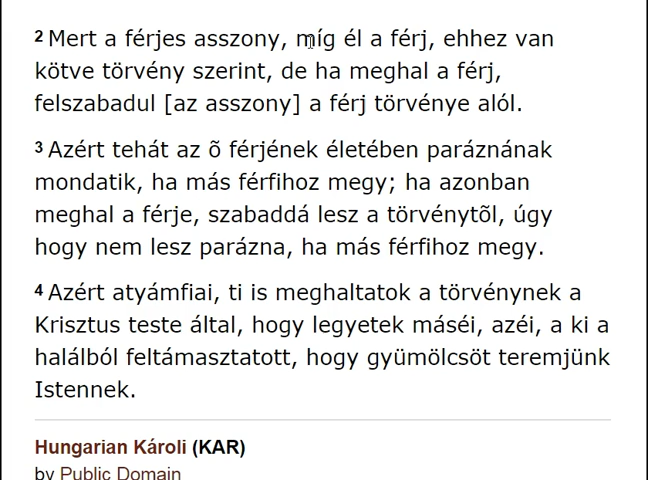 2 Mert a férjes asszony, míg él a férj, ehhez van
kötve törvény szerint, de ha meghal a férj,
felszabadul [az asszony] a férj törvénye alól.
3 Azért tehát az õ férjének életében paráznának
mondatik, ha más férfihoz megy; ha azonban
meghal a férje, szabaddá lesz a törvénytõl, úgy
hogy nem lesz parázna, ha más férfihoz megy.
4 Azért atyámfiai, ti is meghaltatok a törvénynek a
Krisztus teste által, hogy legyetek máséi, azéi, a ki a
halálból feltámasztatott, hogy gyümölcsöt teremjünk
Istennek.
Hungarian Károli (KAR)
by Public Domain